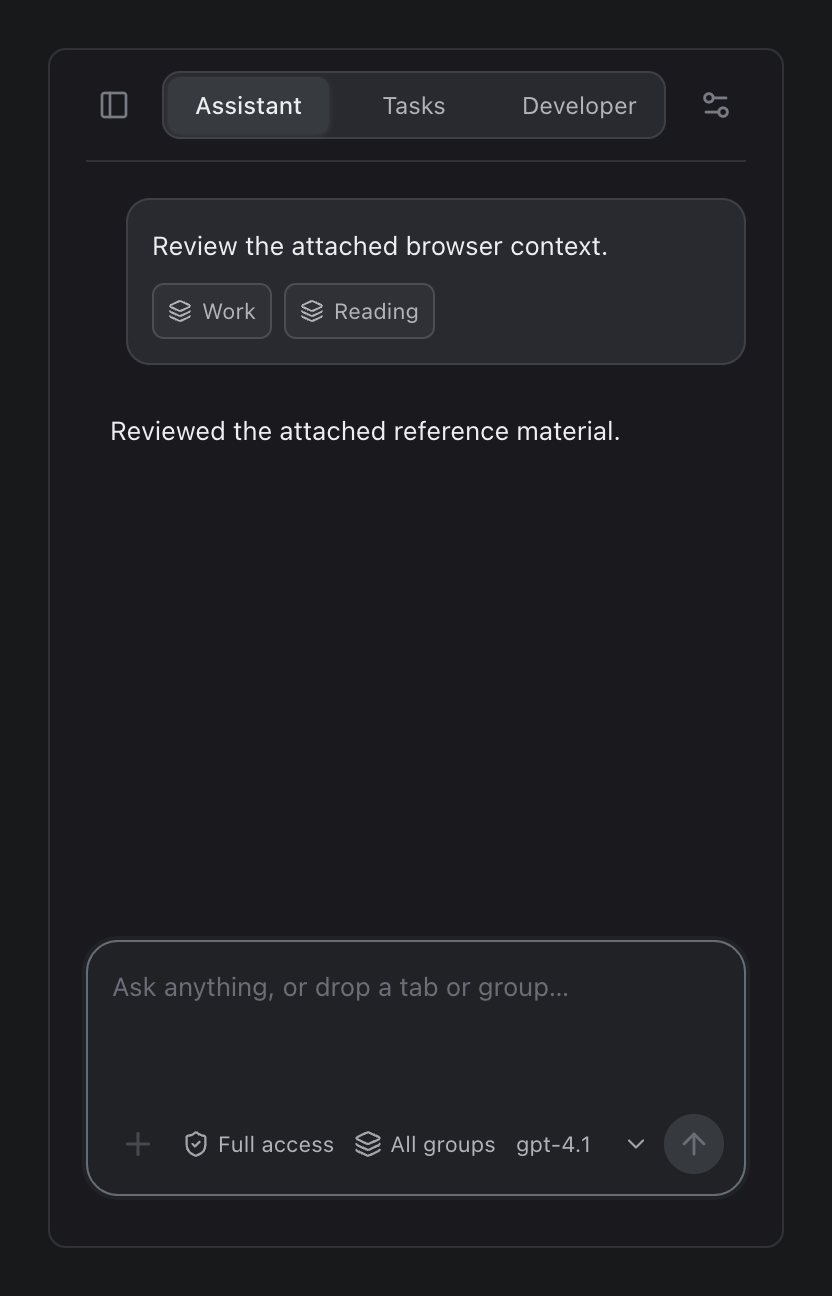 Assistant Tasks Developer
Review the attached browser context.
Work Reading
Reviewed the attached reference material.
Ask anything, or drop a tab or group...
Full access All groups gpt-4.1